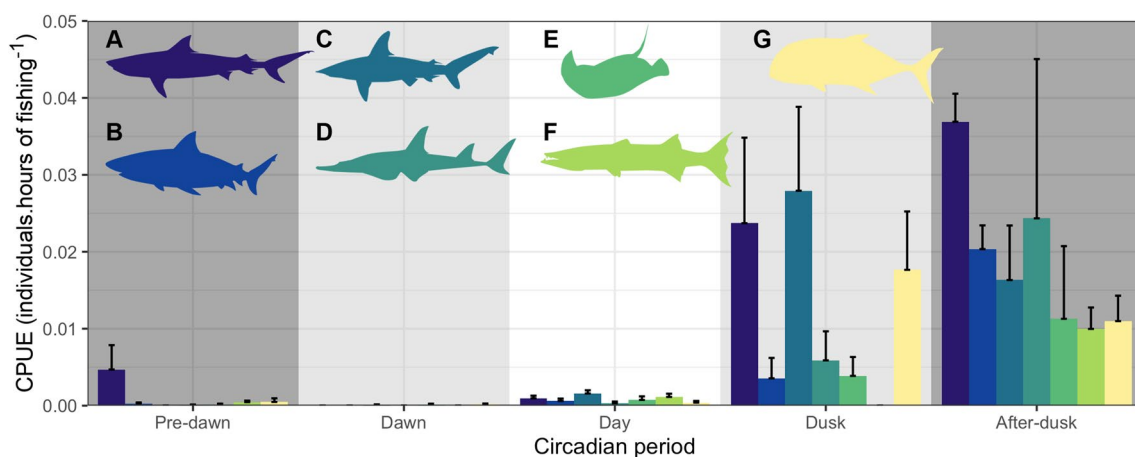 0.05
0.04
0.03
0.02
0.01
0.00
CPUE (individuals.hours of fishing-1)
A
C
E
G
B
D
F
Pre-dawn
Dawn
Day
Dusk
After-dusk
Circadian period